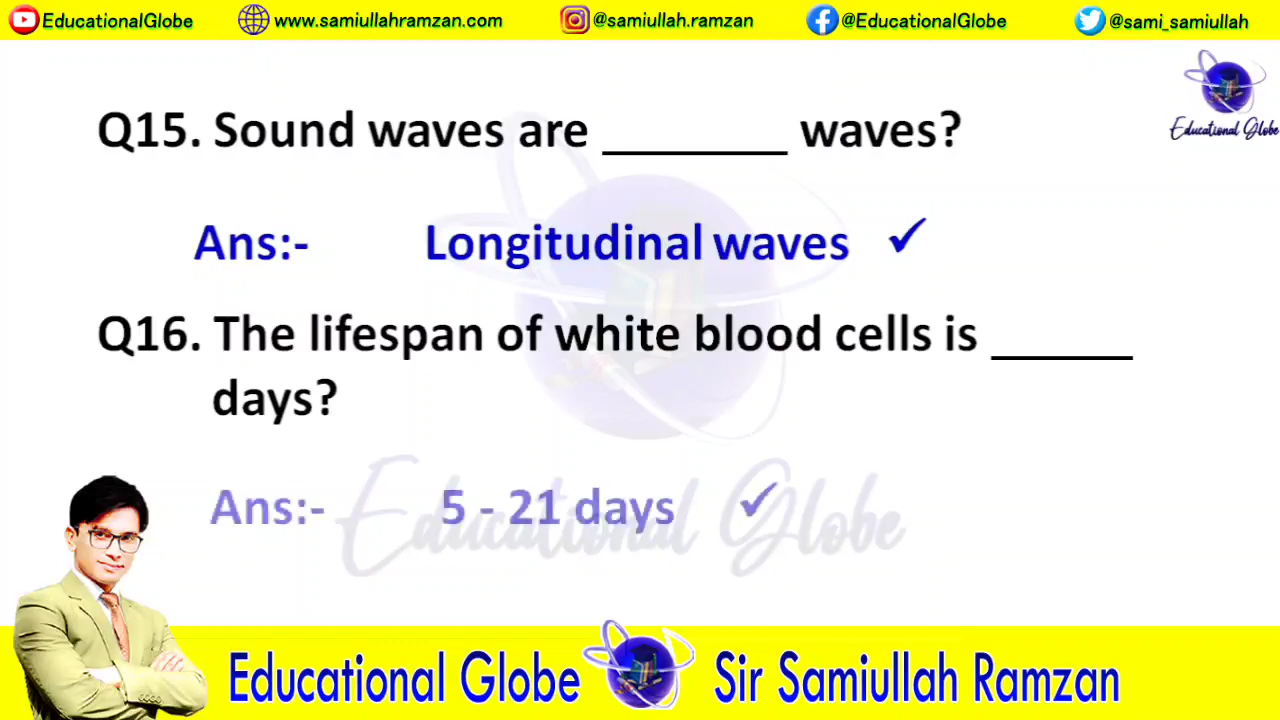 EducationalGlobe www.samiullahramzan.com @samiullah.ramzan @EducationalGlobe @sami_samiullah
Educational Globe
Q15. Sound waves are _______ waves?
Ans:- Longitudinal waves ✓
Q16. The lifespan of white blood cells is ______
days?
Ans:- 5 - 21 days ✓
Educational Globe
Educational Globe Sir Samiullah Ramzan